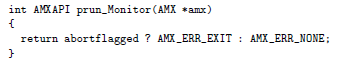 int AMXAPI prun_Monitor(AMX *amx)
{
  return abortflagged ? AMX_ERR_EXIT : AMX_ERR_NONE;
}